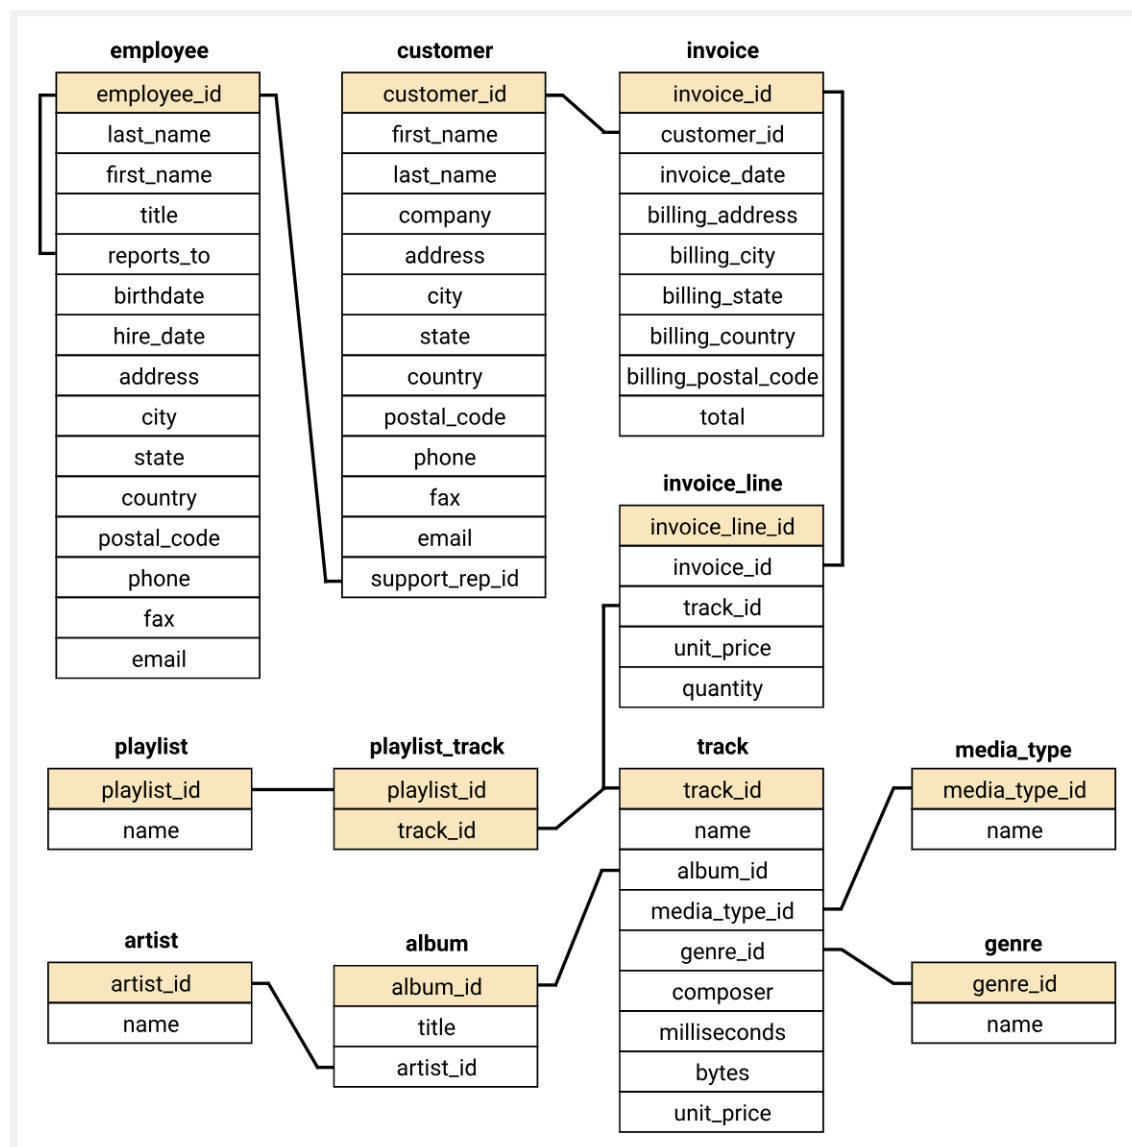 employee
employee_id
last_name
first_name
title
reports_to
birthdate
hire_date
address
city
state
country
postal_code
phone
fax
email
customer
customer_id
first_name
last_name
company
address
city
state
country
postal_code
phone
fax
email
support_rep_id
invoice
invoice_id
customer_id
invoice_date
billing_address
billing_city
billing_state
billing_country
billing_postal_code
total
invoice_line
invoice_line_id
invoice_id
track_id
unit_price
quantity
playlist
playlist_id
name
playlist_track
playlist_id
track_id
track
track_id
name
album_id
media_type_id
genre_id
composer
milliseconds
bytes
unit_price
media_type
media_type_id
name
artist
artist_id
name
album
album_id
title
artist_id
genre
genre_id
name